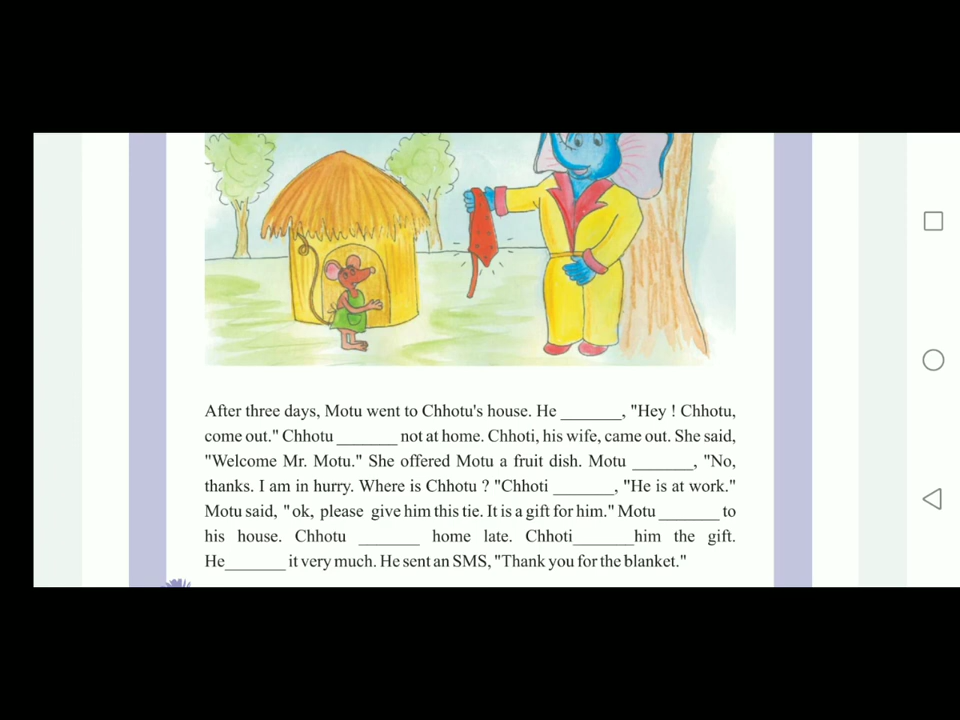 After three days, Motu went to Chhotu's house. He _______, "Hey ! Chhotu,
come out." Chhotu _______ not at home. Chhoti, his wife, came out. She said,
"Welcome Mr. Motu." She offered Motu a fruit dish. Motu _______, "No,
thanks. I am in hurry. Where is Chhotu ? "Chhoti _______, "He is at work."
Motu said, "ok, please give him this tie. It is a gift for him." Motu _______ to
his house. Chhotu _______ home late. Chhoti_______him the gift.
He_______ it very much. He sent an SMS, "Thank you for the blanket."